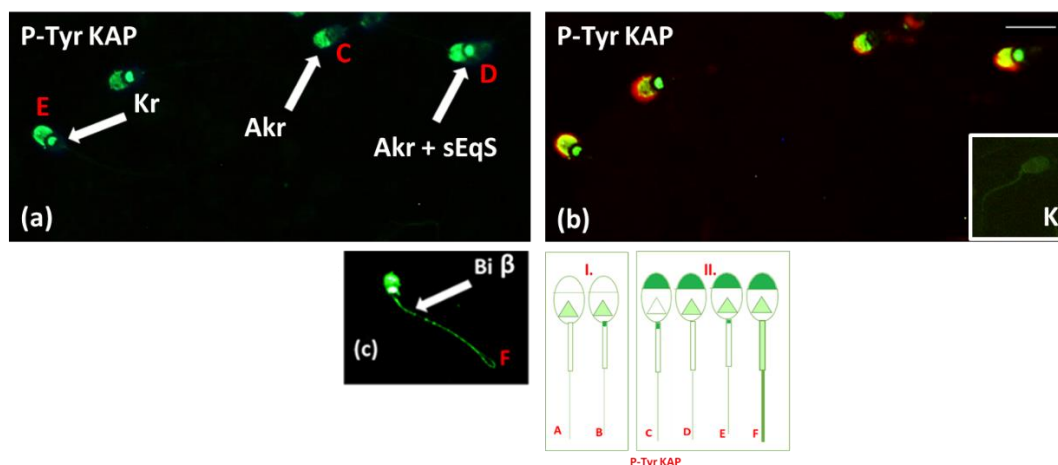 P-Tyr KAP
C
D
E
Kr
Akr
Akr + sEqS
(a)
P-Tyr KAP
(b)
K
Bi β
(c)
F
I.
II.
A
B
C
D
E
F
P-Tyr KAP